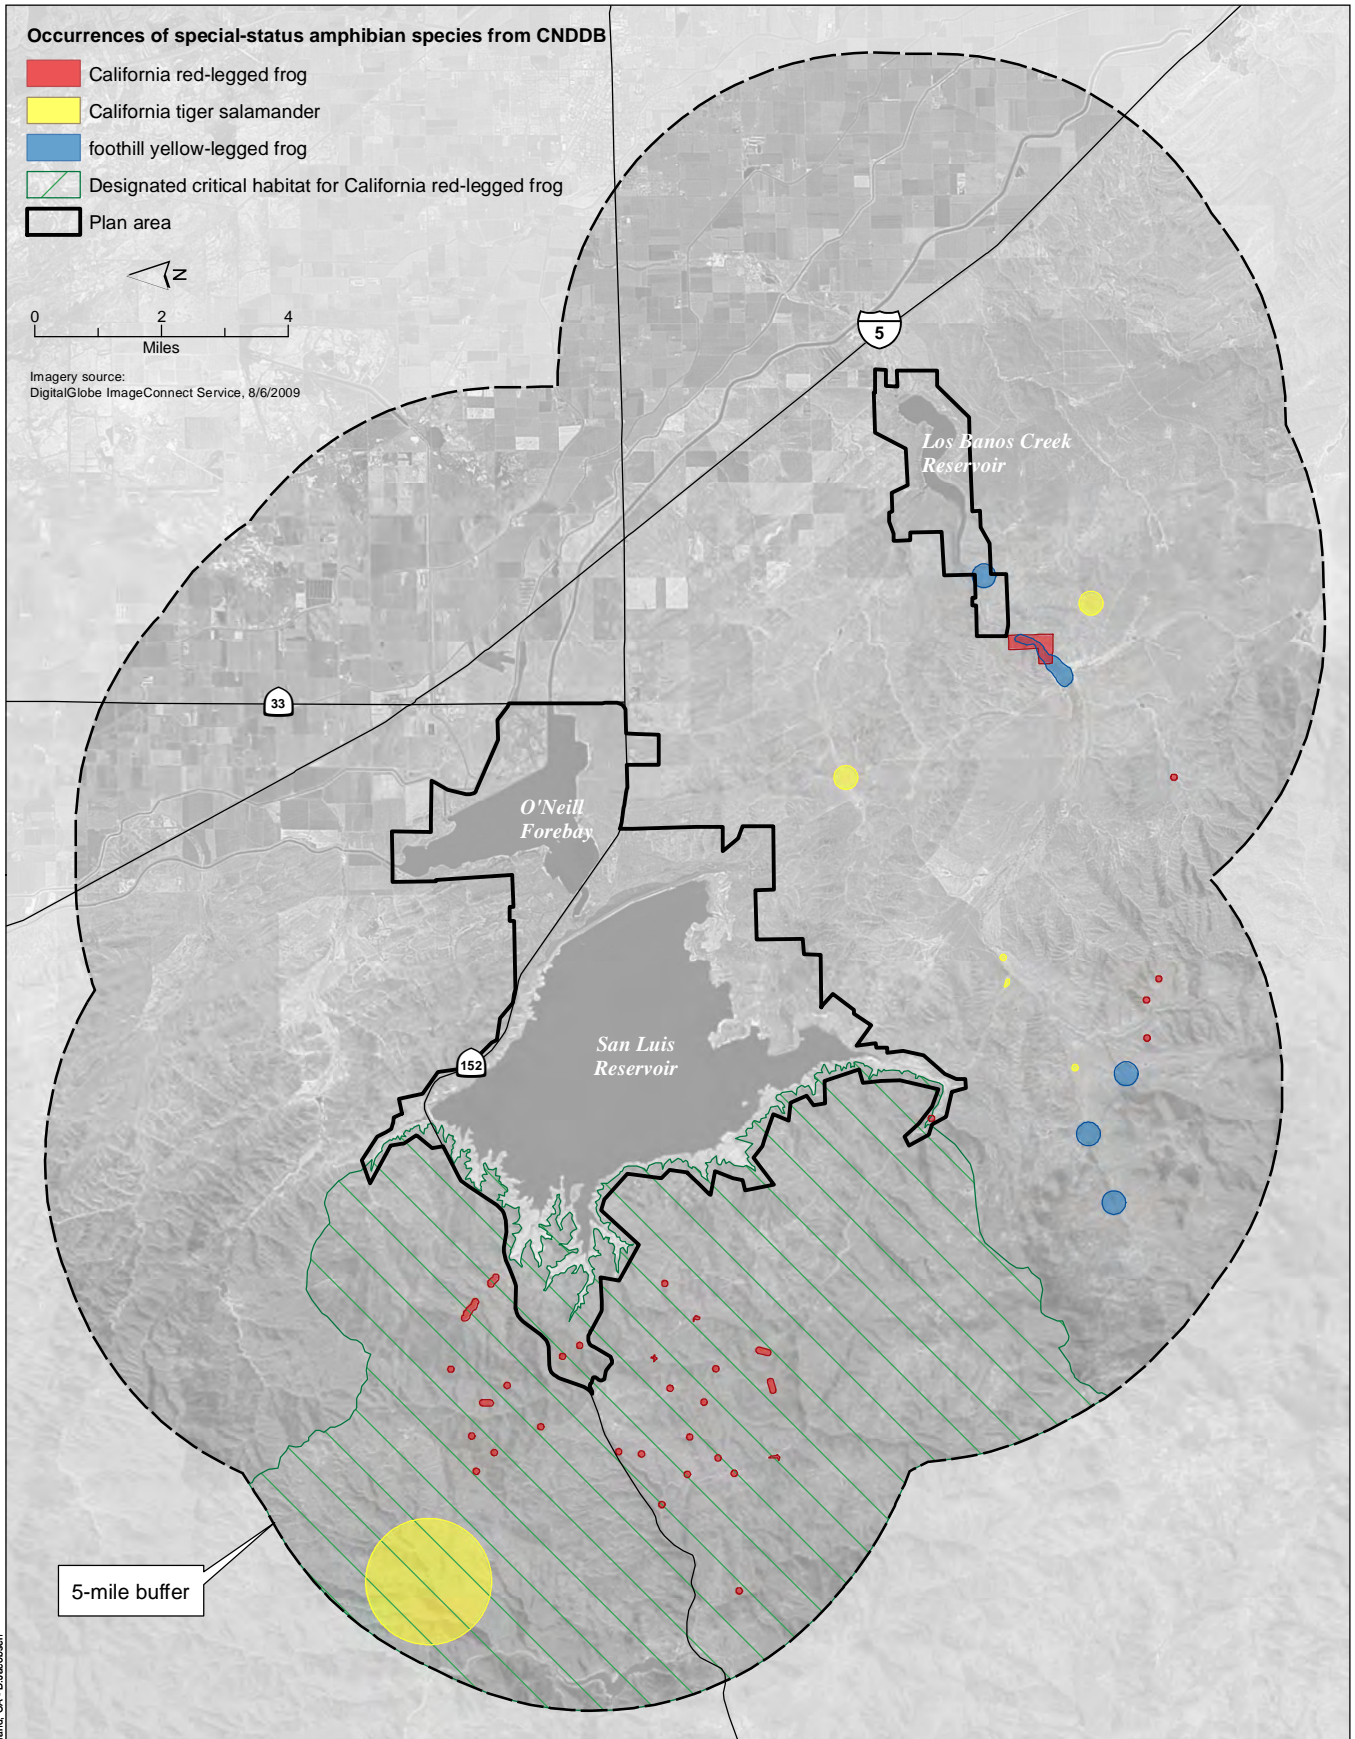 Occurrences of special-status amphibian species from CNDDB
California red-legged frog
California tiger salamander
foothill yellow-legged frog
Designated critical habitat for California red-legged frog
Plan area
N
0 2 4
Miles
Imagery source:
DigitalGlobe ImageConnect Service, 8/6/2009
5
Los Banos Creek
Reservoir
33
O'Neill
Forebay
San Luis
Reservoir
152
5-mile buffer